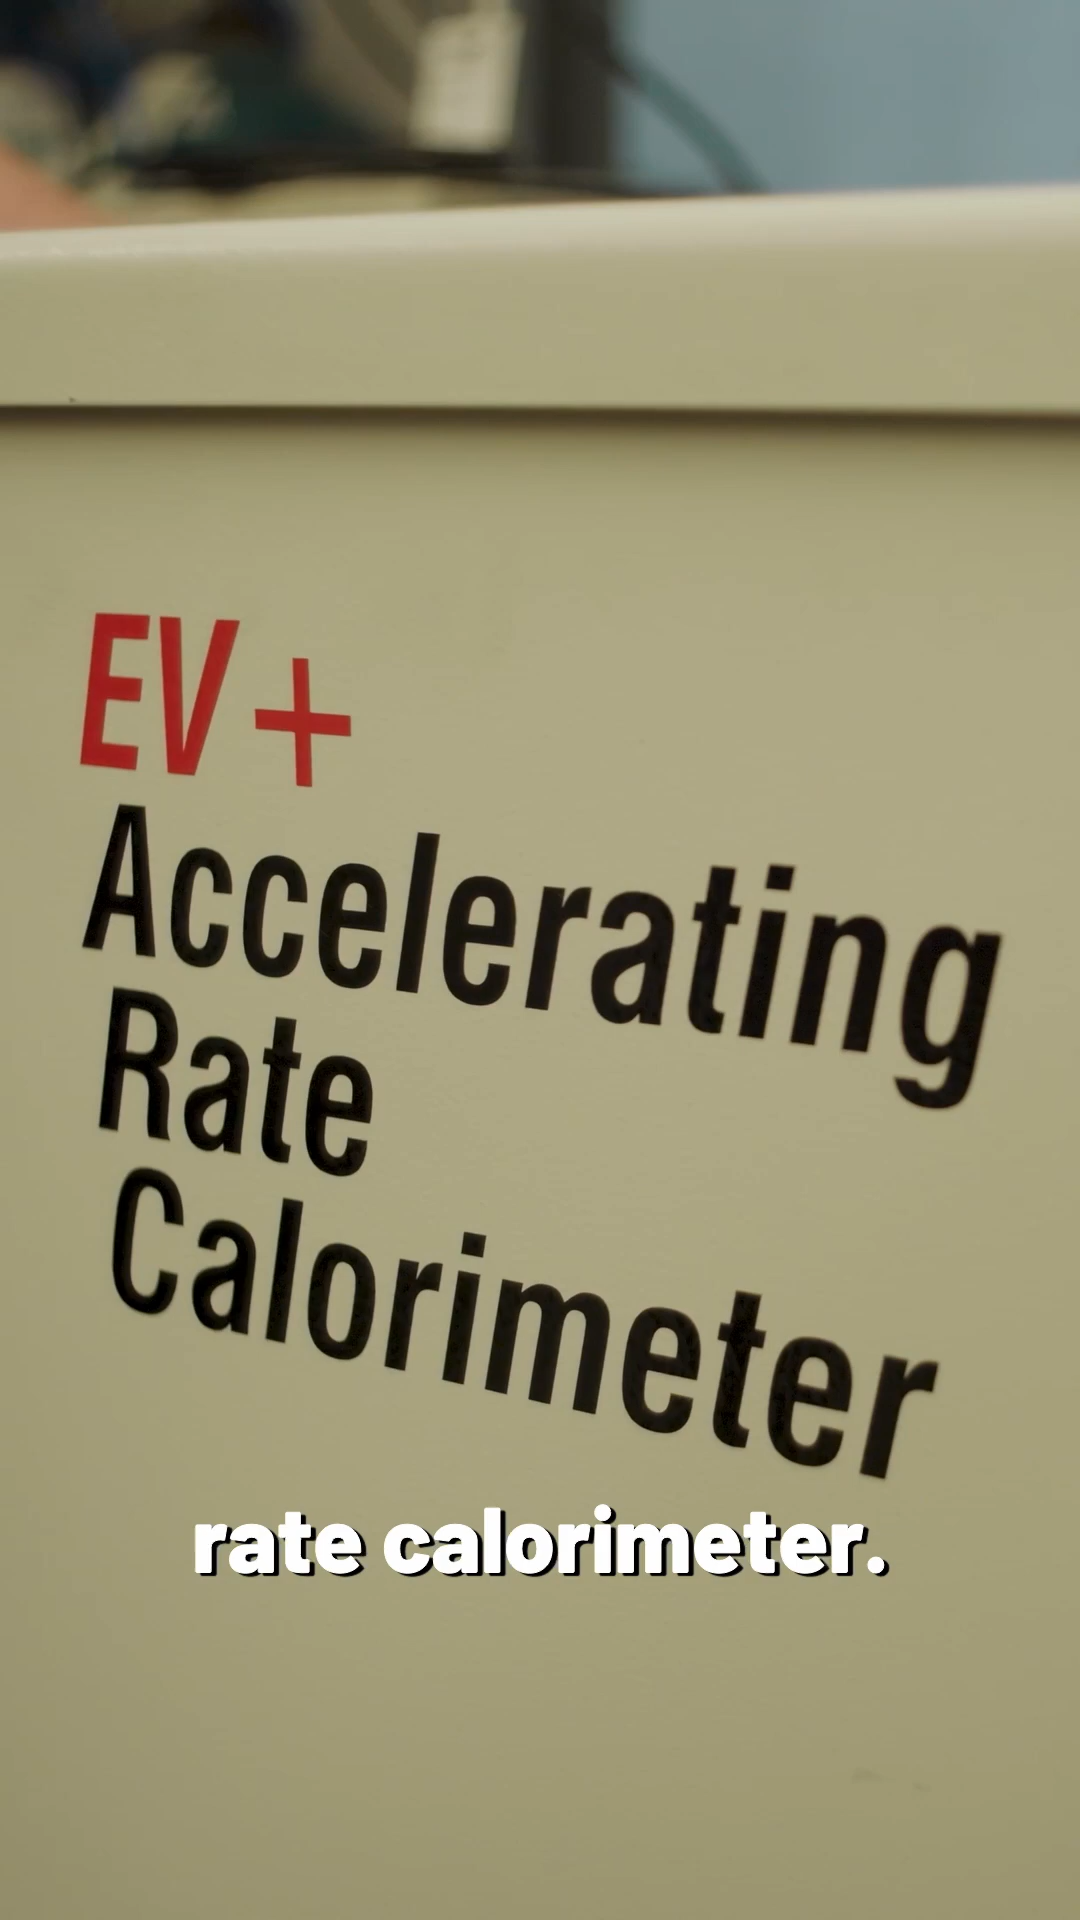 EV+
Accelerating
Rate
Calorimeter
rate calorimeter.